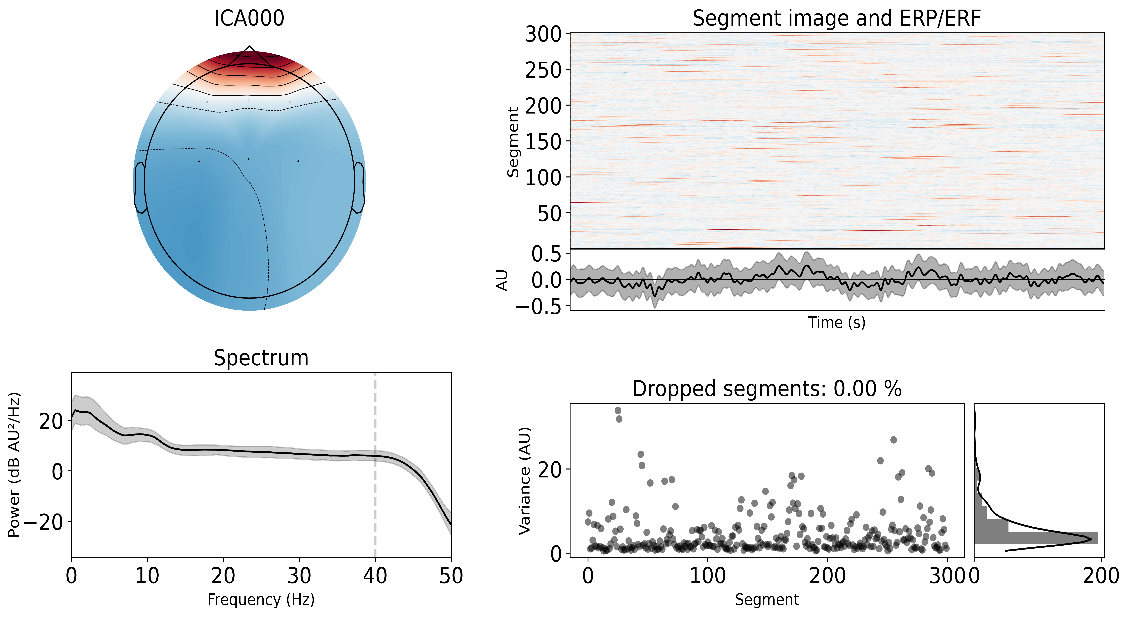 ICA000
Segment image and ERP/ERF
Segment
300
250
200
150
100
50
AU
0.5
0.0
−0.5
Time (s)
Spectrum
Power (dB AU²/Hz)
20
0
−20
0 10 20 30 40 50
Frequency (Hz)
Dropped segments: 0.00 %
Variance (AU)
20
0
0 100 200 300
Segment
0 200